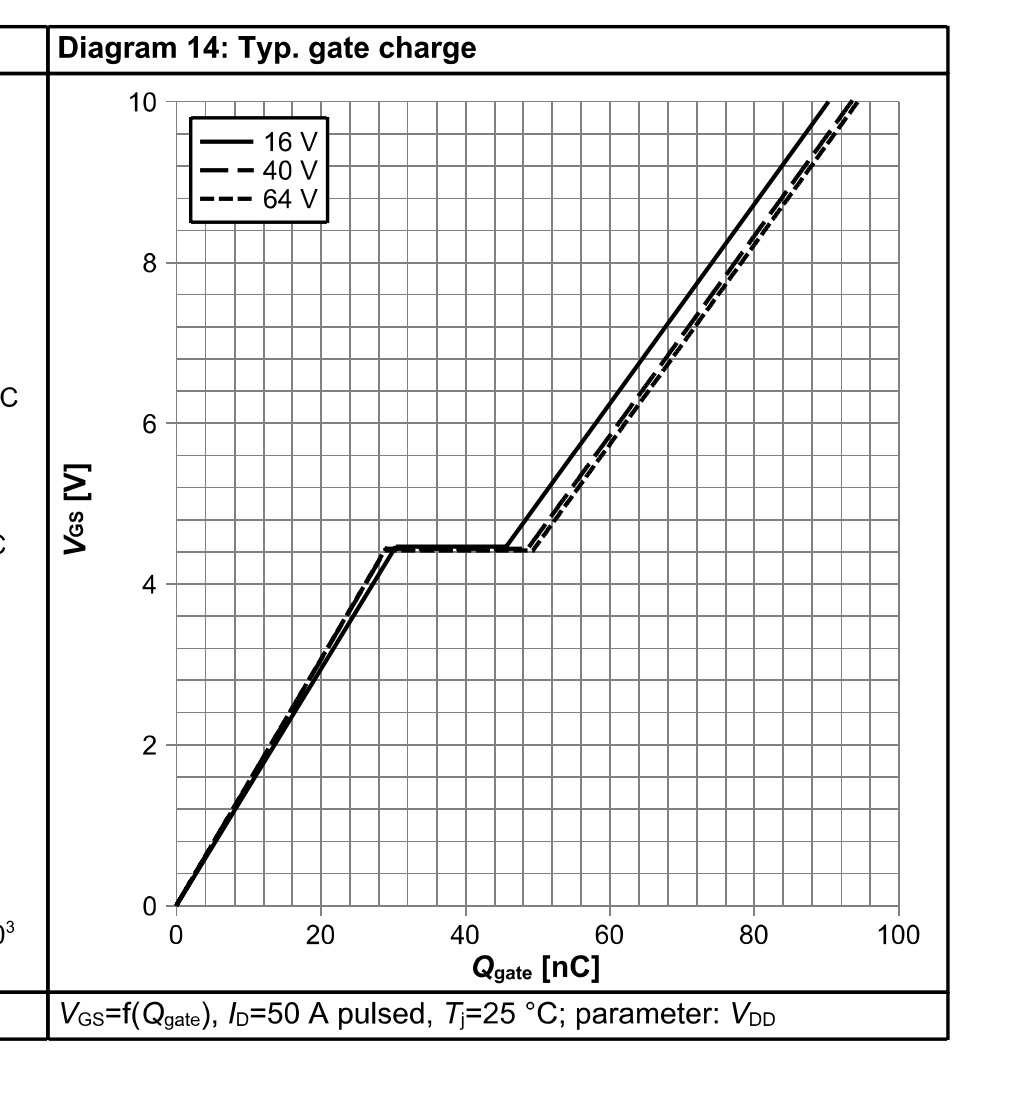 Diagram 14: Typ. gate charge
10
16 V
40 V
64 V
8
C
6
VGS [V]
C
4
2
0
0³
0 20 40 60 80 100
Qgate [nC]
VGS=f(Qgate), ID=50 A pulsed, Tj=25 °C; parameter: VDD